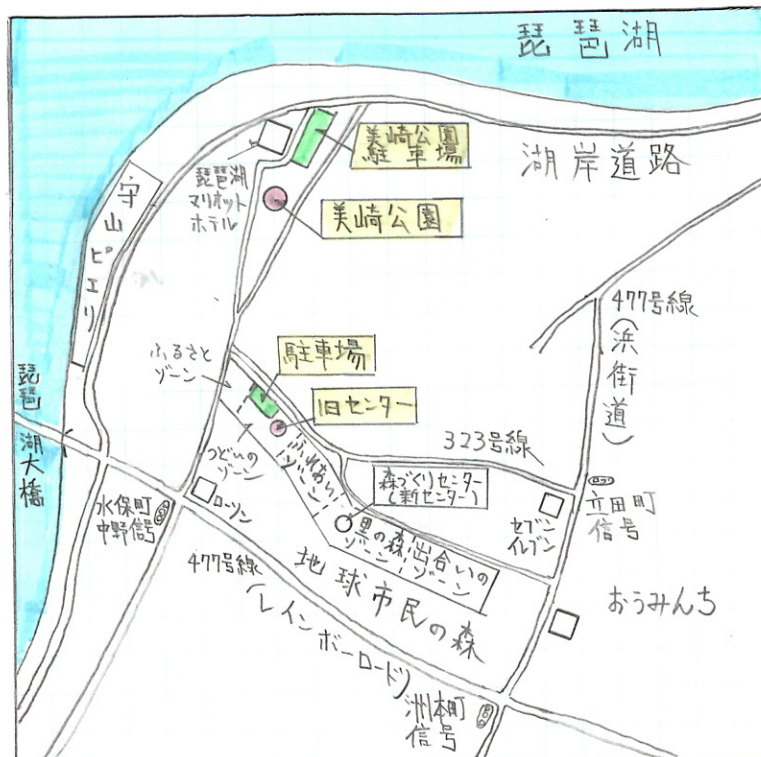 琵琶湖
美崎公園
駐車場
湖岸道路
琵琶湖
マリオット
ホテル
美崎公園
守山ピエリ
477号線
(浜街道)
駐車場
ふるさと
ゾーン
旧センター
琵琶湖大橋
323号線
つどいの
ゾーン
ふれあい
ゾーン
森づくりセンター
(新センター)
立田町
信号
セブン
イレブン
ローソン
水保町
中野信号
里の森
ゾーン
出合いの
ゾーン
477号線
(レインボーロード)
地球市民の森
おうみんち
洲本町
信号